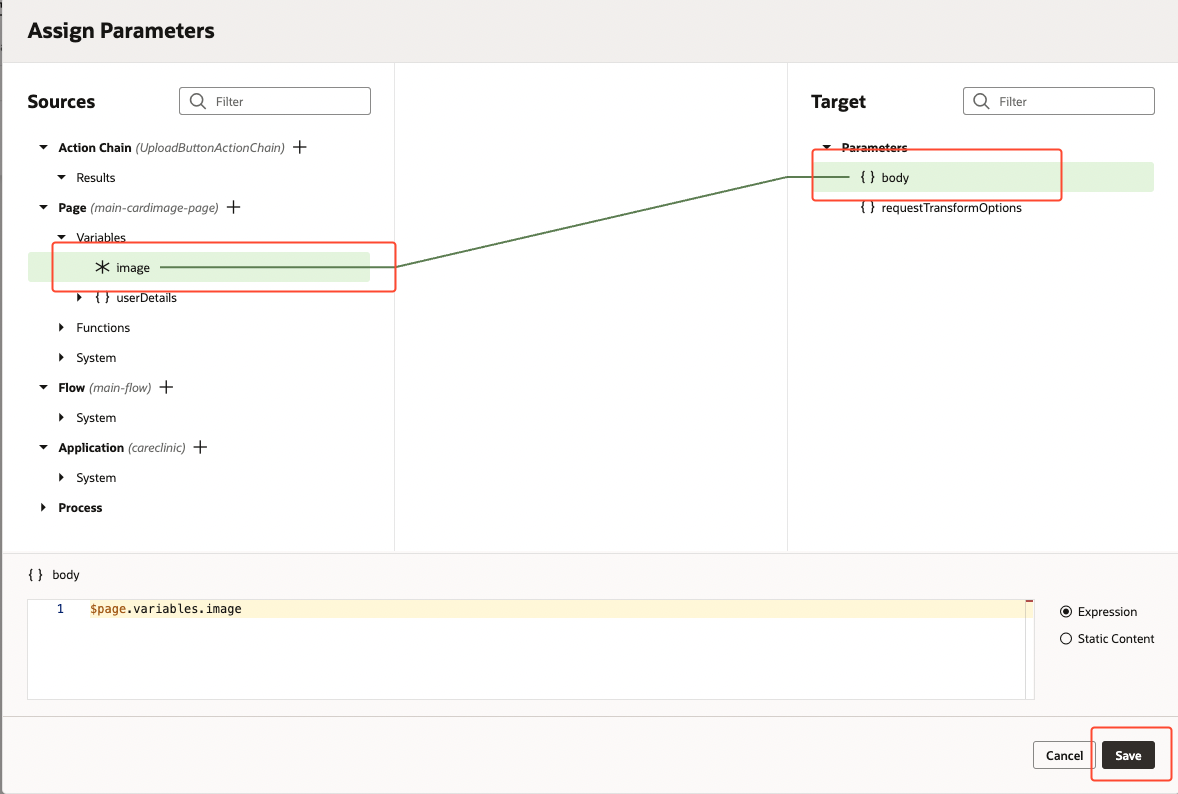 Assign Parameters
Sources
Filter
Action Chain (UploadButtonActionChain) +
Results
Page (main-cardimage-page) +
Variables
image
{ } userDetails
Functions
System
Flow (main-flow) +
System
Application (careclinic) +
System
Process
Target
Filter
Parameters
{ } body
{ } requestTransformOptions
{ } body
1 $page.variables.image
Expression
Static Content
Cancel
Save